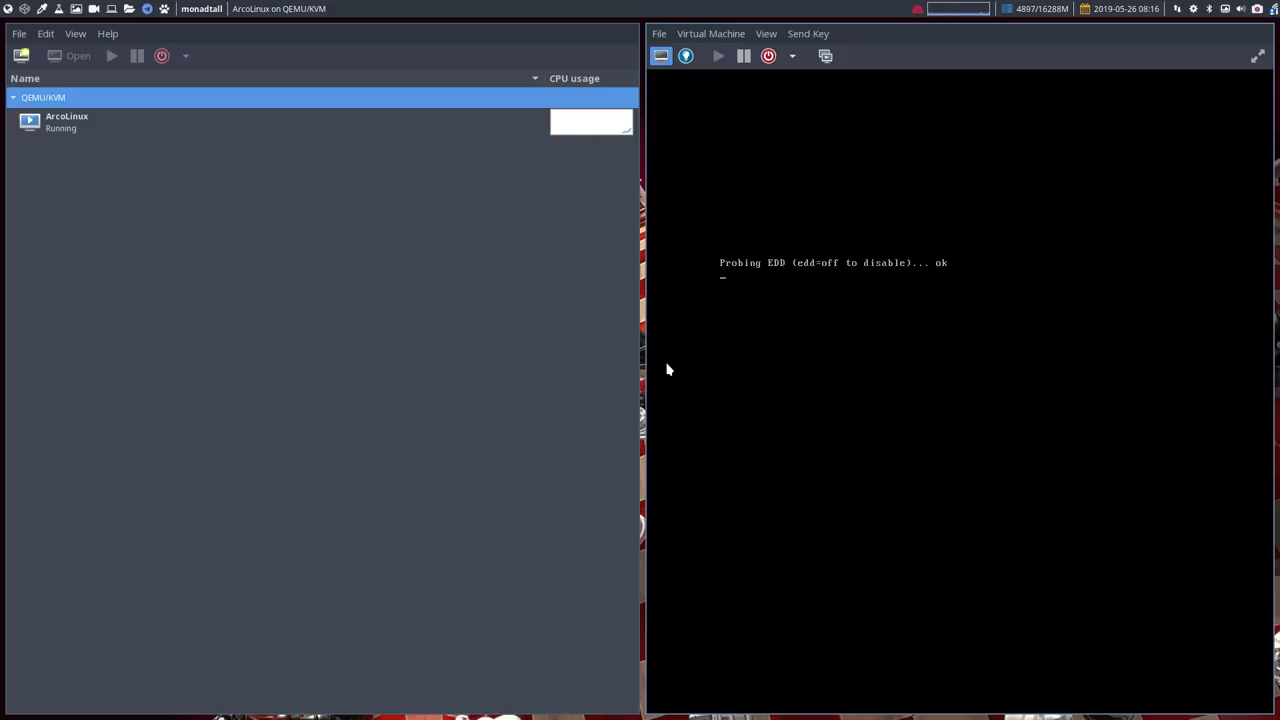 monadtall ArcoLinux on QEMU/KVM 4897/16288M 2019-05-26 08:16
File Edit View Help
Open
Name CPU usage
QEMU/KVM
ArcoLinux
Running
File Virtual Machine View Send Key
Probing EDD (edd=off to disable)... ok